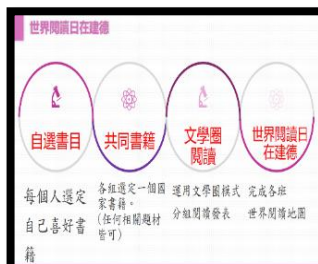 世界閱讀日在建德
自選書目
共同書籍
文學圈
閱讀
世界閱讀日
在建德
每個人選定
自己喜好書
籍
各組選定一個國
家書籍。
(任何相關題材
皆可)
運用文學圈模式
分組閱讀發表
完成各班
世界閱讀地圖